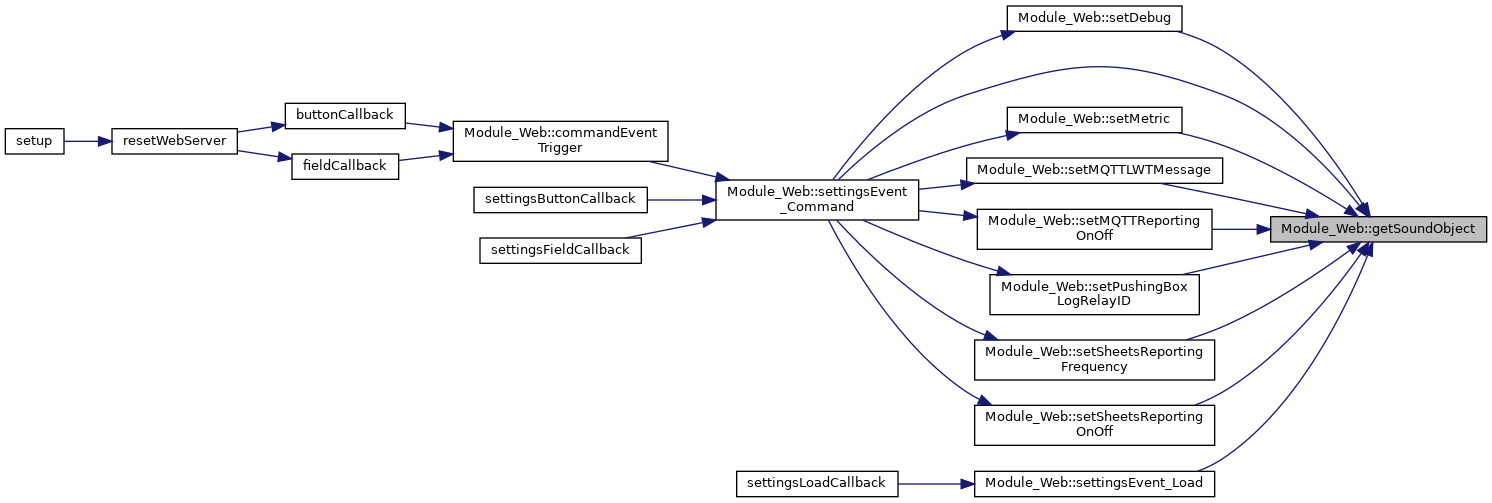 Module_Web::setDebug
buttonCallback
Module_Web::setMetric
setup
resetWebServer
Module_Web::commandEvent
Trigger
fieldCallback
Module_Web::setMQTTLWTMessage
settingsButtonCallback
Module_Web::settingsEvent
_Command
Module_Web::setMQTTReporting
OnOff
Module_Web::getSoundObject
settingsFieldCallback
Module_Web::setPushingBox
LogRelayID
Module_Web::setSheetsReporting
Frequency
Module_Web::setSheetsReporting
OnOff
settingsLoadCallback
Module_Web::settingsEvent_Load